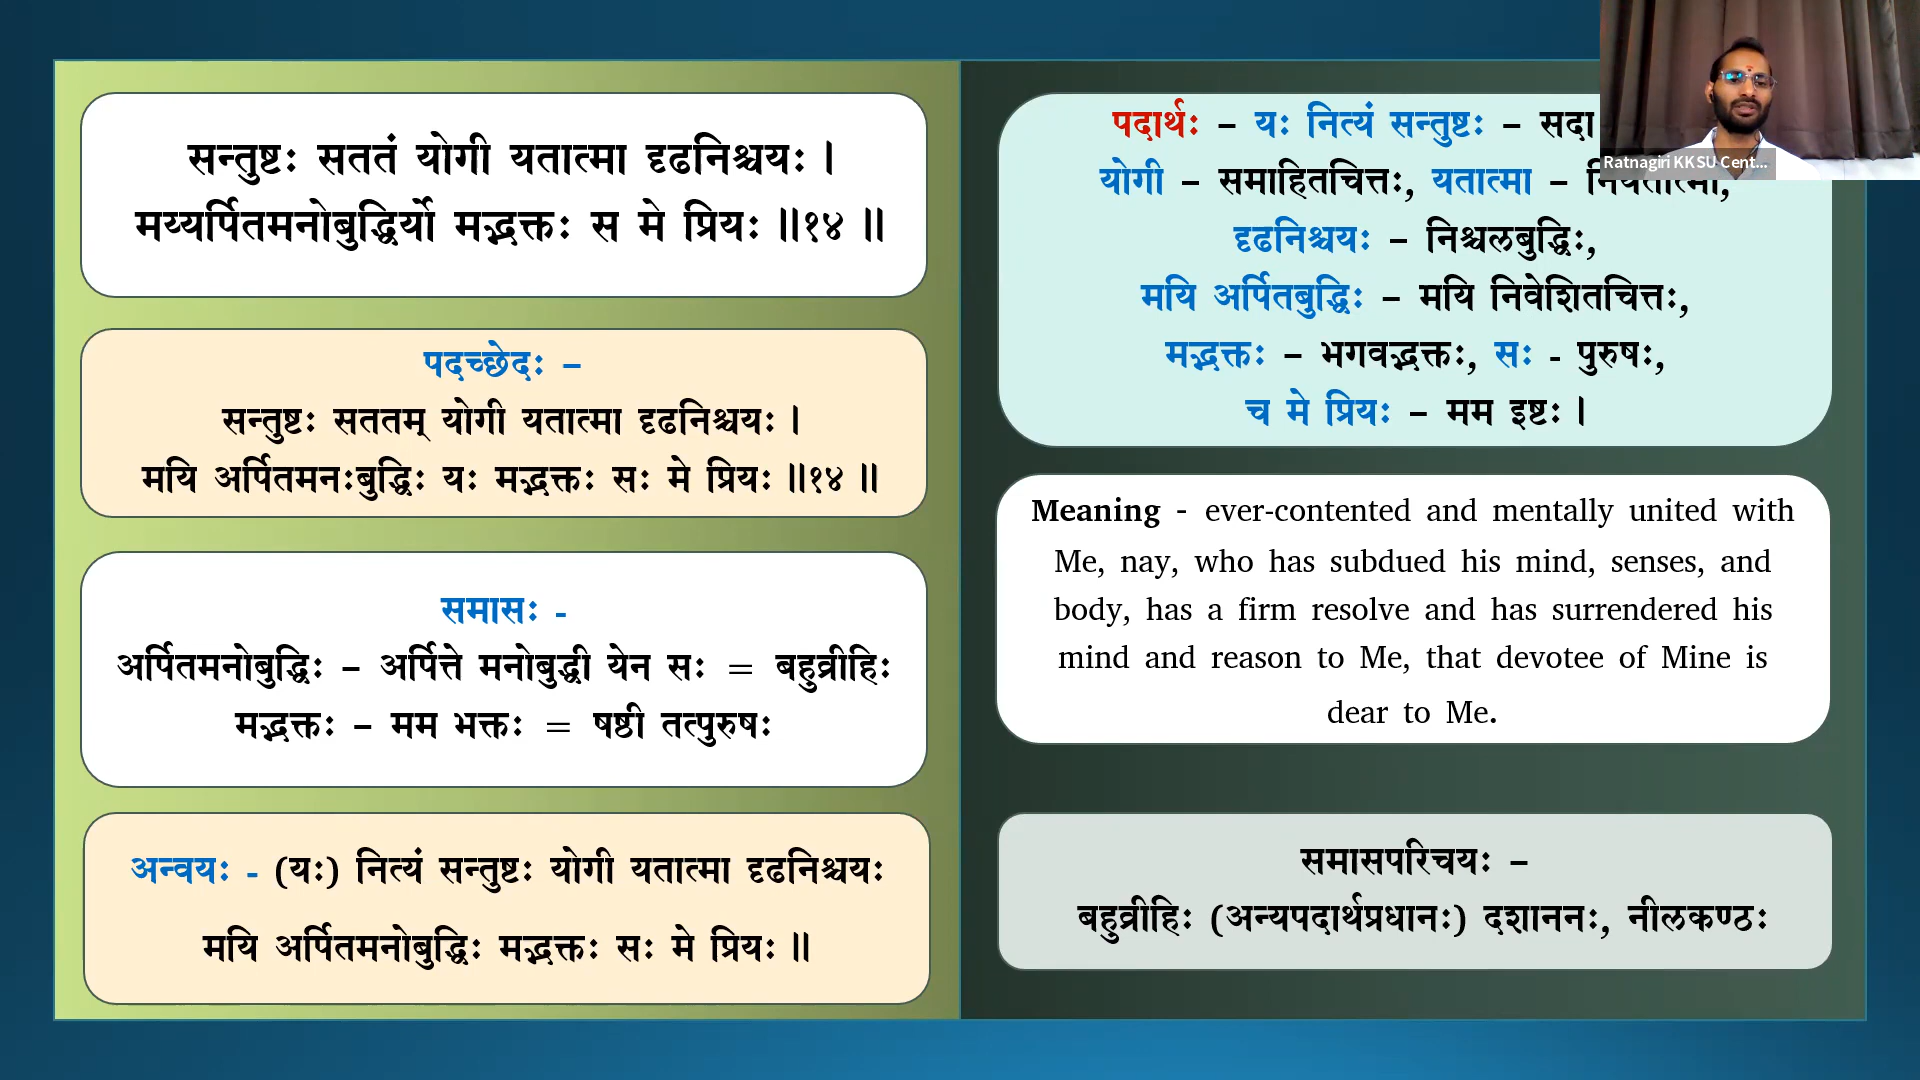 सन्तुष्टः सततं योगी यतात्मा दृढनिश्चयः ।
मय्यर्पितमनोबुद्धिर्यो मद्भक्तः स मे प्रियः ॥१४ ॥
पदच्छेदः –
सन्तुष्टः सततम् योगी यतात्मा दृढनिश्चयः ।
मयि अर्पितमनःबुद्धिः यः मद्भक्तः सः मे प्रियः ॥१४ ॥
समासः -
अर्पितमनोबुद्धिः – अर्पित्ते मनोबुद्धी येन सः = बहुव्रीहिः
मद्भक्तः – मम भक्तः = षष्ठी तत्पुरुषः
अन्वयः - (यः) नित्यं सन्तुष्टः योगी यतात्मा दृढनिश्चयः
मयि अर्पितमनोबुद्धिः मद्भक्तः सः मे प्रियः ॥
पदार्थः – यः नित्यं सन्तुष्टः – सदा
योगी – समाहितचित्तः, यतात्मा – नियतात्मा,
दृढनिश्चयः – निश्चलबुद्धिः,
मयि अर्पितबुद्धिः – मयि निवेशितचित्तः,
मद्भक्तः – भगवद्भक्तः, सः - पुरुषः,
च मे प्रियः – मम इष्टः ।
Meaning - ever-contented and mentally united with
Me, nay, who has subdued his mind, senses, and
body, has a firm resolve and has surrendered his
mind and reason to Me, that devotee of Mine is
dear to Me.
समासपरिचयः –
बहुव्रीहिः (अन्यपदार्थप्रधानः) दशाननः, नीलकण्ठः
Ratnagiri KKSU Cent...